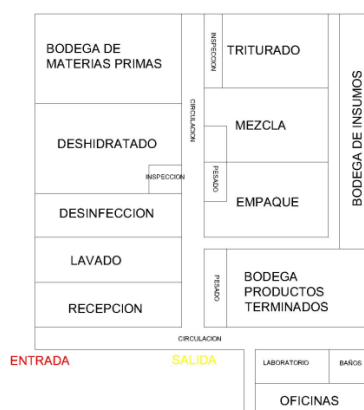 BODEGA DE
MATERIAS PRIMAS
INSPECCION
TRITURADO
CIRCULACION
BODEGA DE INSUMOS
MEZCLA
DESHIDRATADO
INSPECCION
PESADO
EMPAQUE
DESINFECCION
LAVADO
PESADO
BODEGA
PRODUCTOS
TERMINADOS
RECEPCION
CIRCULACION
ENTRADA
SALIDA
LABORATORIO
BAÑOS
OFICINAS